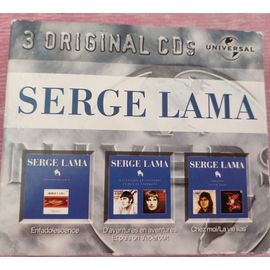 3 ORIGINAL CDs
UNIVERSAL
SERGE LAMA
SERGE LAMA
SERGE LAMA
SERGE LAMA
Enfadolescence
D'aventures en aventures
Chez moi/La vie lilas